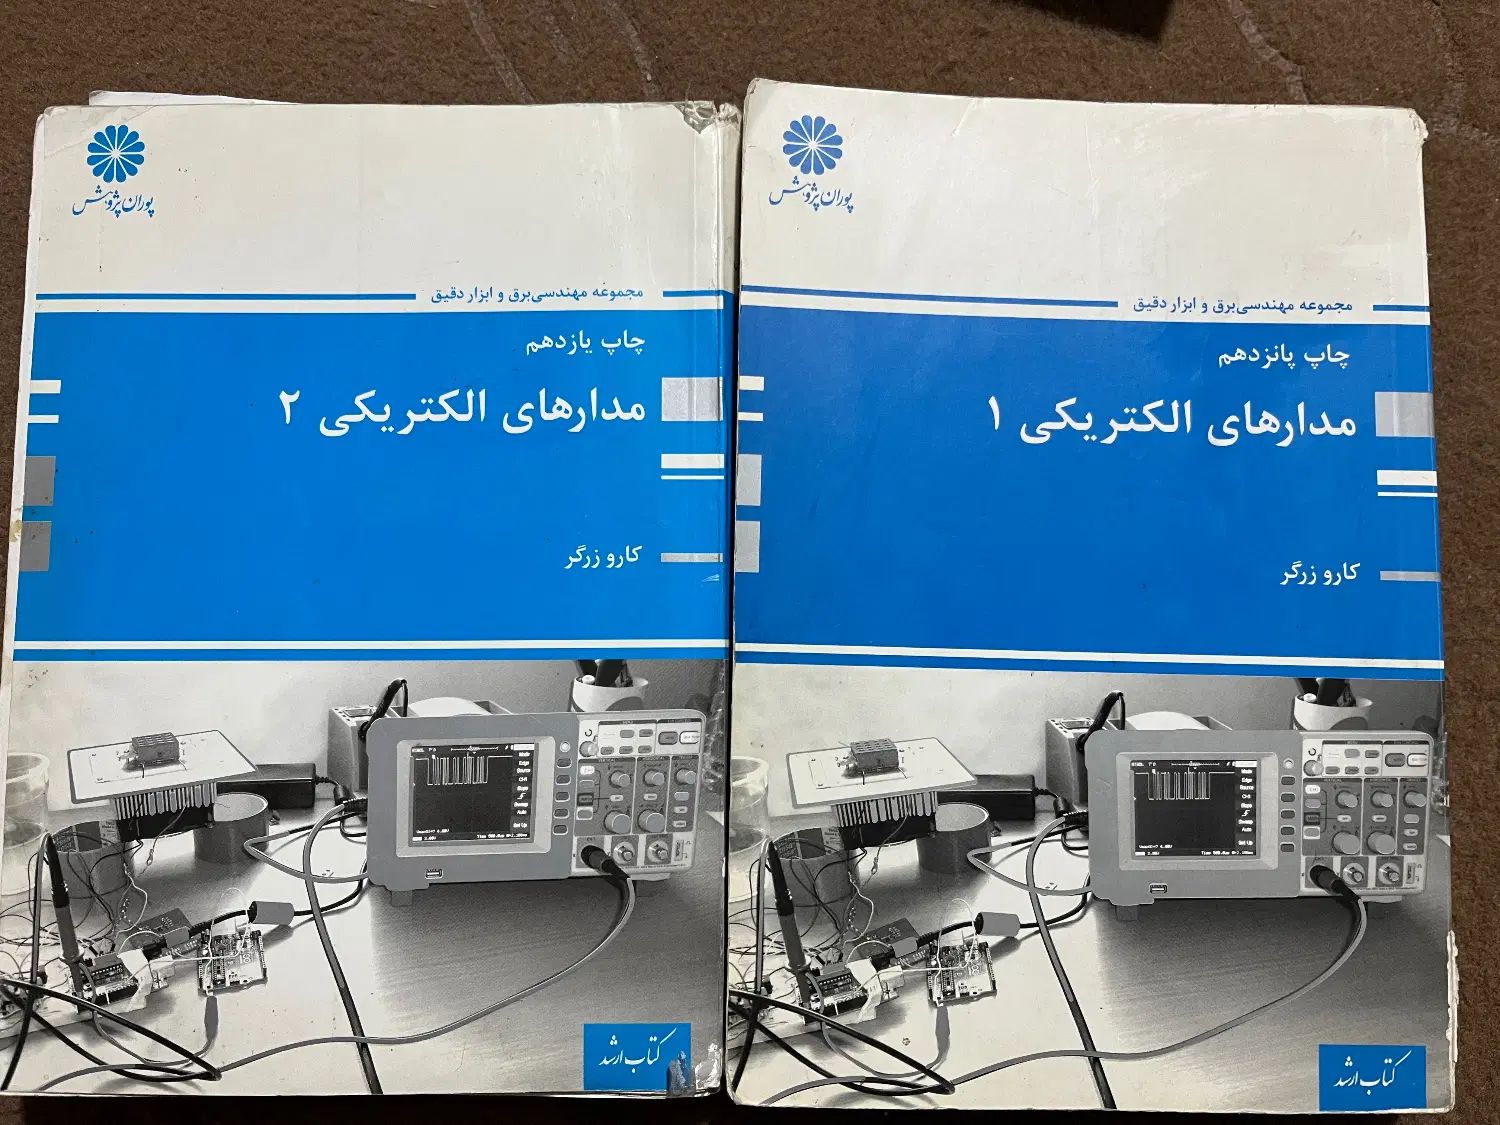 پوران پژوهش
مجموعه مهندسی برق و ابزار دقیق
چاپ پانزدهم
مدارهای الکتریکی ۱
کارو زرگر
کتاب ارشد
پوران پژوهش
مجموعه مهندسی برق و ابزار دقیق
چاپ یازدهم
مدارهای الکتریکی ۲
کارو زرگر
کتاب ارشد